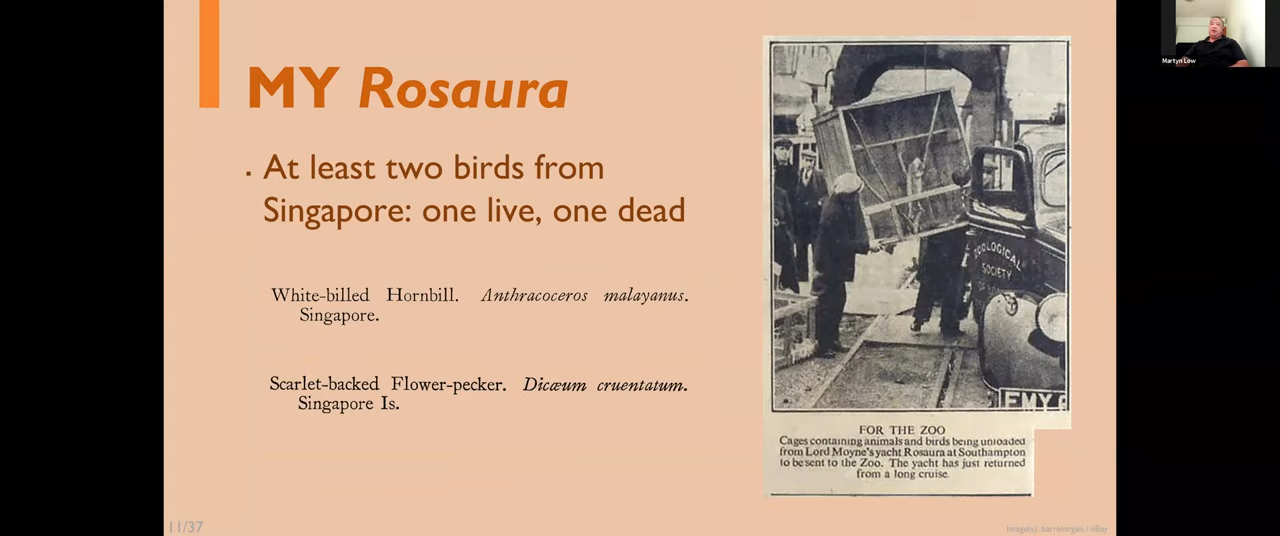 MY Rosaura
At least two birds from
Singapore: one live, one dead
White-billed Hornbill. Anthracoceros malayanus.
Singapore.
Scarlet-backed Flower-pecker. Dicæum cruentatum.
Singapore Is.
ZOOLOGICAL
SOCIETY
FOR THE ZOO
Cages containing animals and birds being unloaded
from Lord Moyne's yacht Rosaura at Southampton
to be sent to the Zoo. The yacht has just returned
from a long cruise.
11/37
Image(s): barrelorgan / eBay
Martyn Low